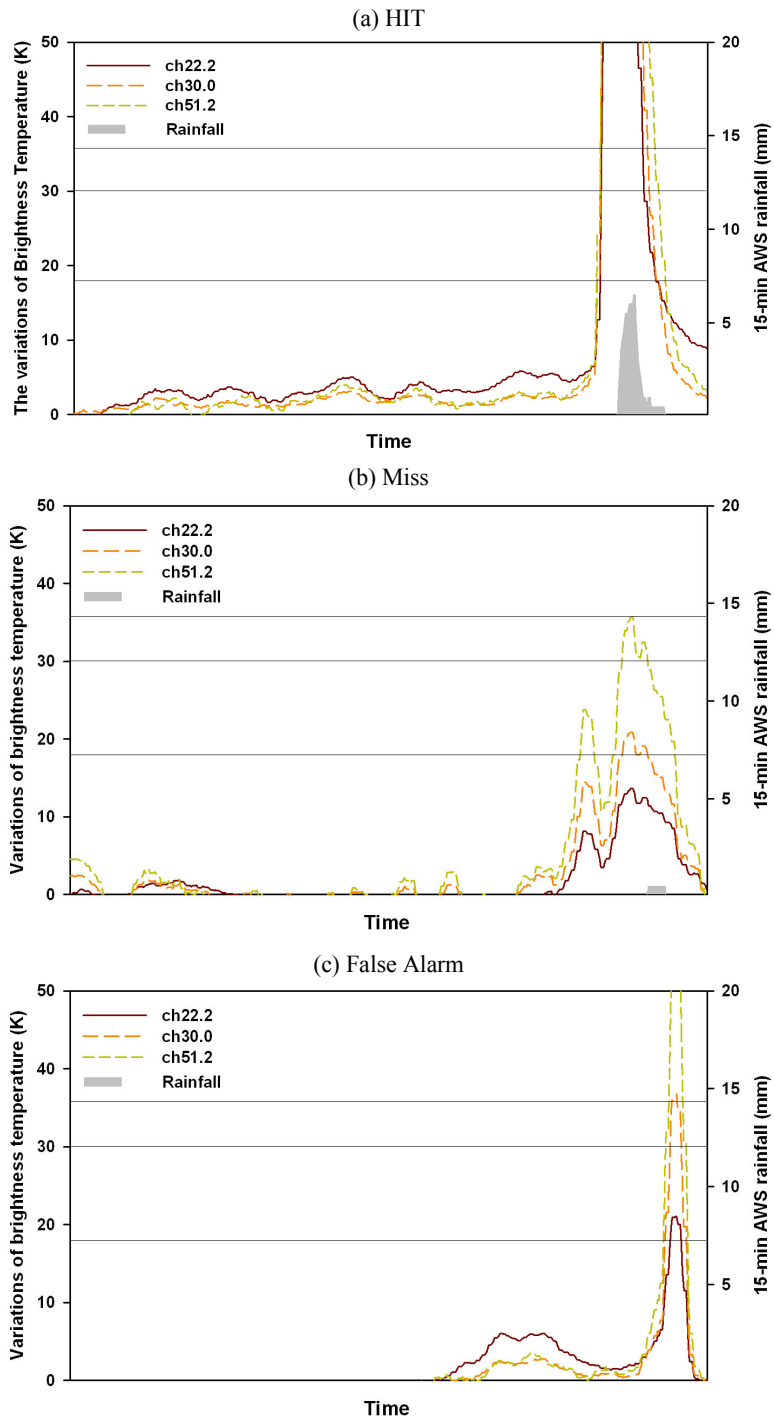 (a) HIT
50
40
30
20
10
0
The variations of Brightness Temperature (K)
ch22.2
ch30.0
ch51.2
Rainfall
20
15
10
5
15-min AWS rainfall (mm)
Time
(b) Miss
50
40
30
20
10
0
Variations of brightness temperature (K)
ch22.2
ch30.0
ch51.2
Rainfall
20
15
10
5
15-min AWS rainfall (mm)
Time
(c) False Alarm
50
40
30
20
10
0
Variations of brightness temperature (K)
ch22.2
ch30.0
ch51.2
Rainfall
20
15
10
5
15-min AWS rainfall (mm)
Time